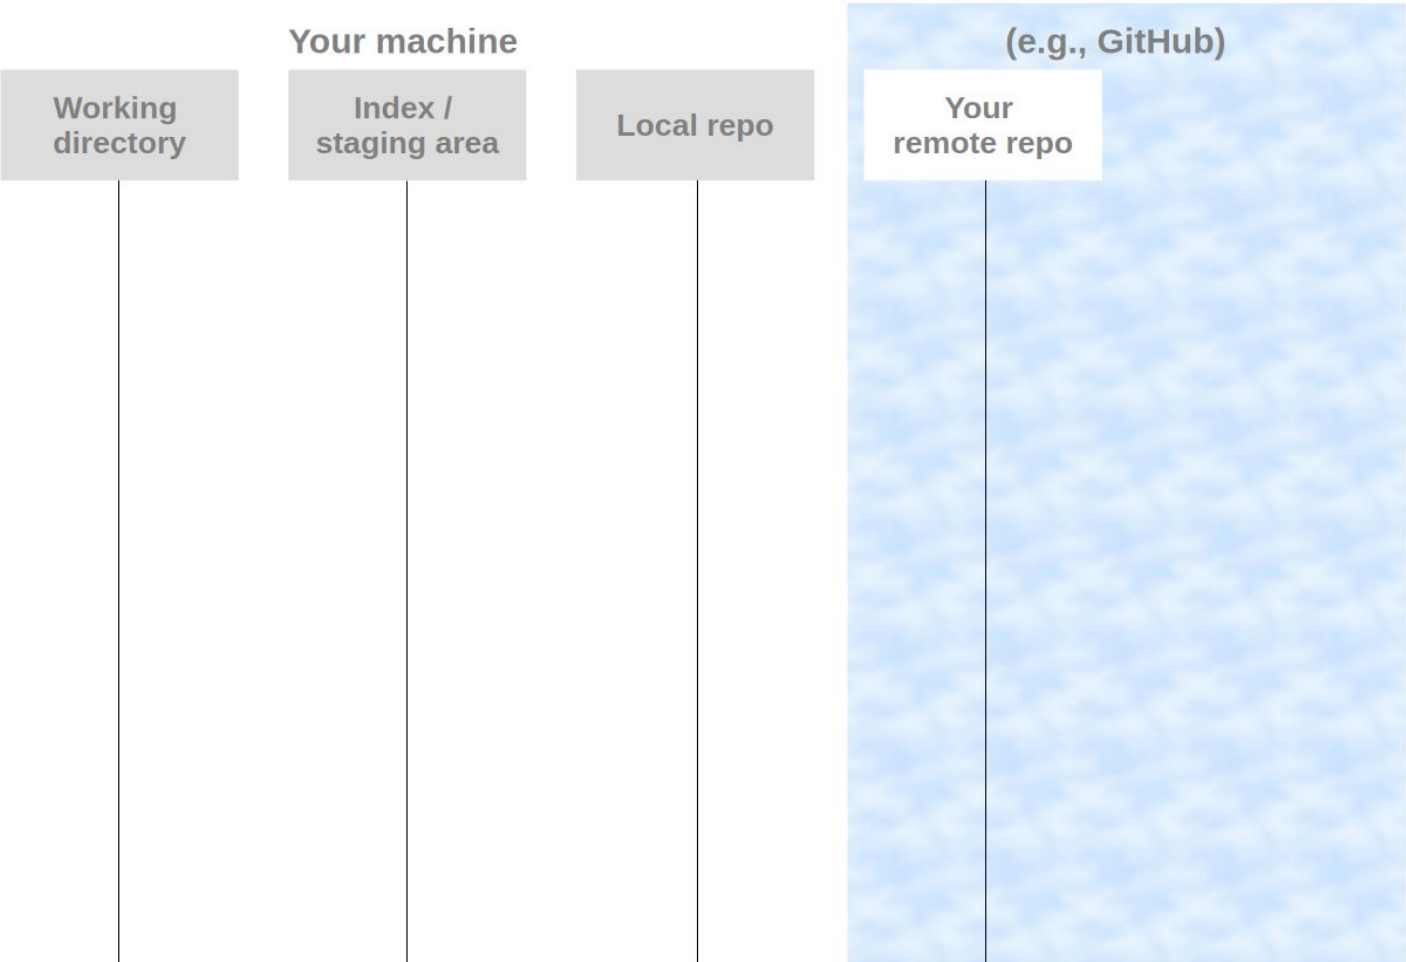 Your machine
(e.g., GitHub)
Working
directory
Index /
staging area
Local repo
Your
remote repo